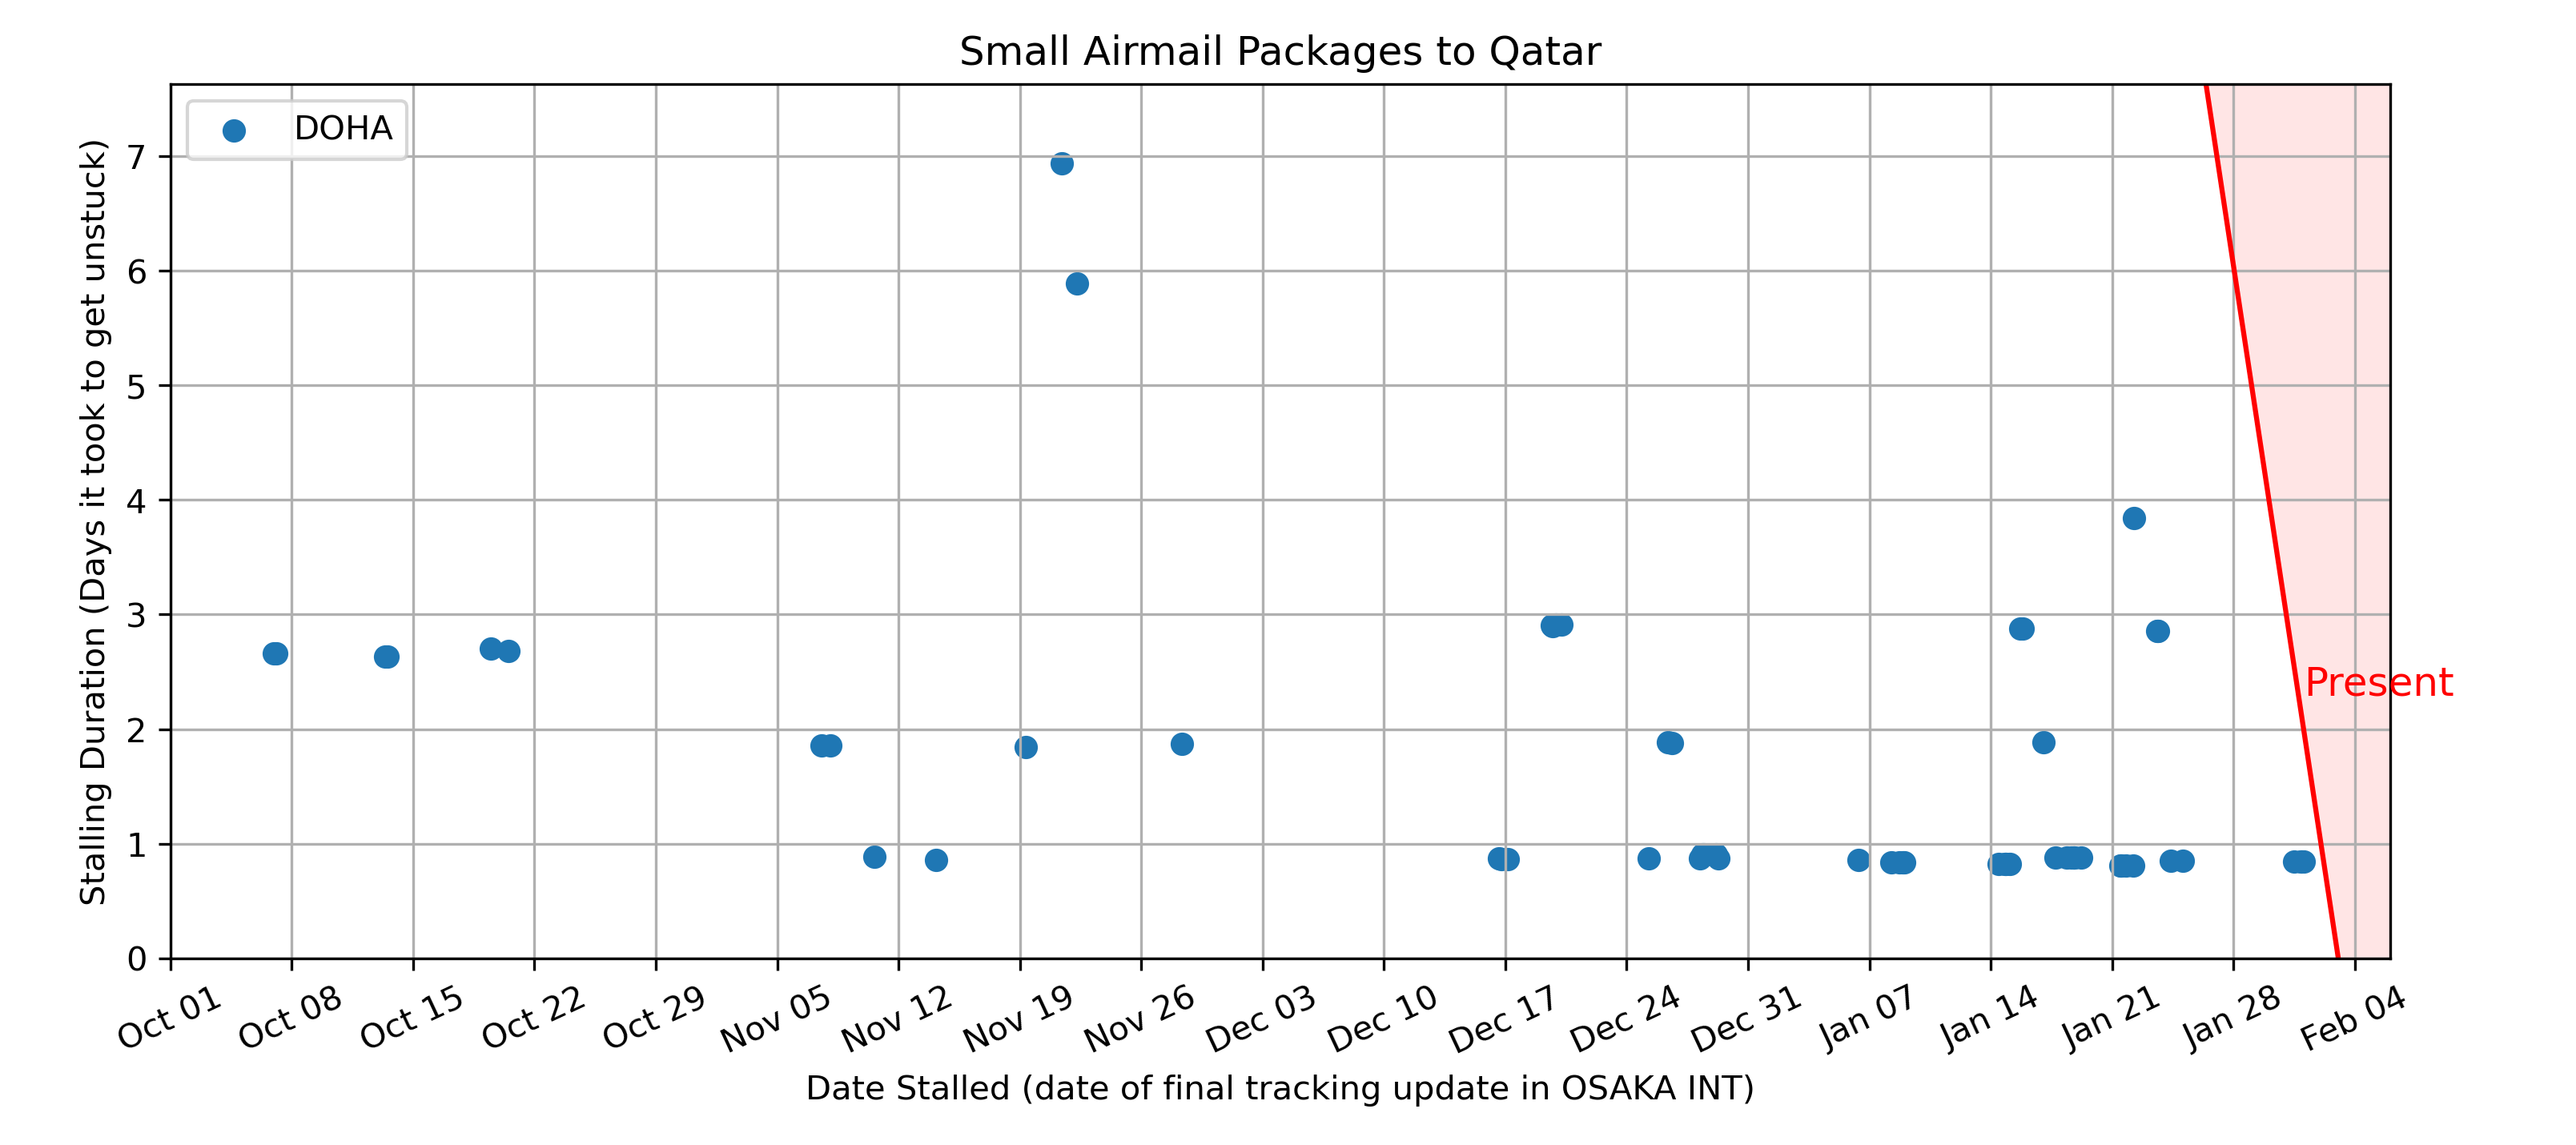 Small Airmail Packages to Qatar
DOHA
Stalling Duration (Days it took to get unstuck)
7
6
5
4
3
2
1
0
Present
Oct 01
Oct 08
Oct 15
Oct 22
Oct 29
Nov 05
Nov 12
Nov 19
Nov 26
Dec 03
Dec 10
Dec 17
Dec 24
Dec 31
Jan 07
Jan 14
Jan 21
Jan 28
Feb 04
Date Stalled (date of final tracking update in OSAKA INT)